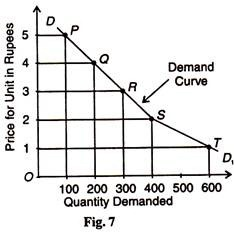 D P
5
Q
4
Demand
Curve
R
3
S
2
T
1
D₁
O
100 200 300 400 500 600
Price for Unit in Rupees
Quantity Demanded
Fig. 7